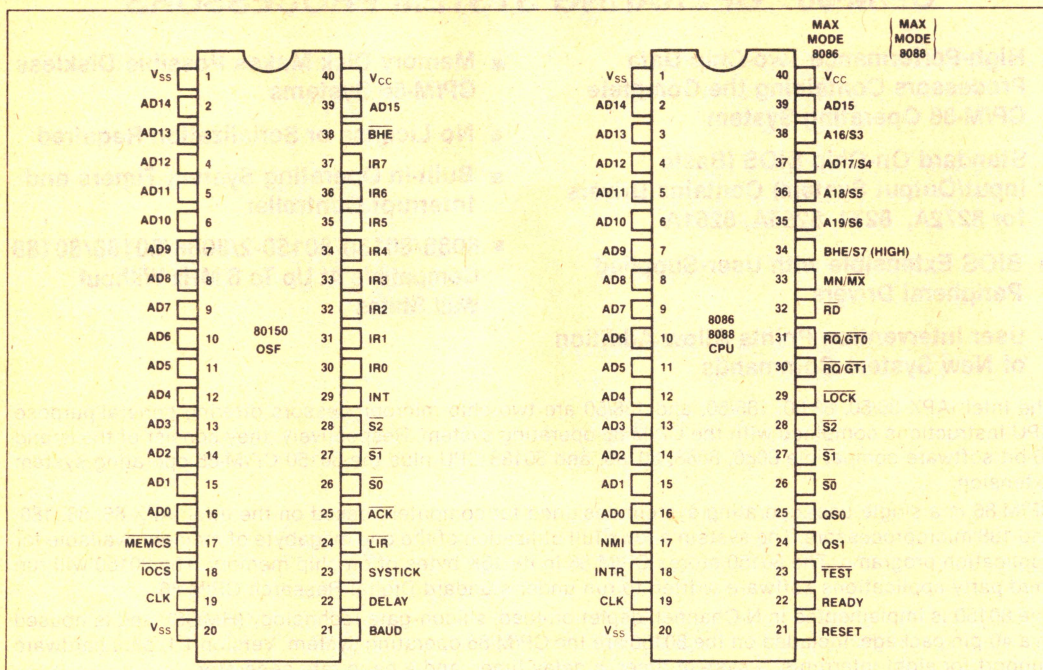 MAX MODE 8086
MAX MODE 8088
VSS 1 40 VCC
AD14 2 39 AD15
AD13 3 38 BHE
AD12 4 37 IR7
AD11 5 36 IR6
AD10 6 35 IR5
AD9 7 34 IR4
AD8 8 33 IR3
AD7 9 32 IR2
80150
OSF
AD6 10 31 IR1
AD5 11 30 IR0
AD4 12 29 INT
AD3 13 28 S2
AD2 14 27 S1
AD1 15 26 S0
AD0 16 25 ACK
MEMCS 17 24 LIR
IOCS 18 23 SYSTICK
CLK 19 22 DELAY
VSS 20 21 BAUD
VSS 1 40 VCC
AD14 2 39 AD15
AD13 3 38 A16/S3
AD12 4 37 AD17/S4
AD11 5 36 A18/S5
AD10 6 35 A19/S6
AD9 7 34 BHE/S7 (HIGH)
AD8 8 33 MN/MX
AD7 9 32 RD
8086
8088
CPU
AD6 10 31 RQ/GT0
AD5 11 30 RQ/GT1
AD4 12 29 LOCK
AD3 13 28 S2
AD2 14 27 S1
AD1 15 26 S0
AD0 16 25 QS0
NMI 17 24 QS1
INTR 18 23 TEST
CLK 19 22 READY
VSS 20 21 RESET